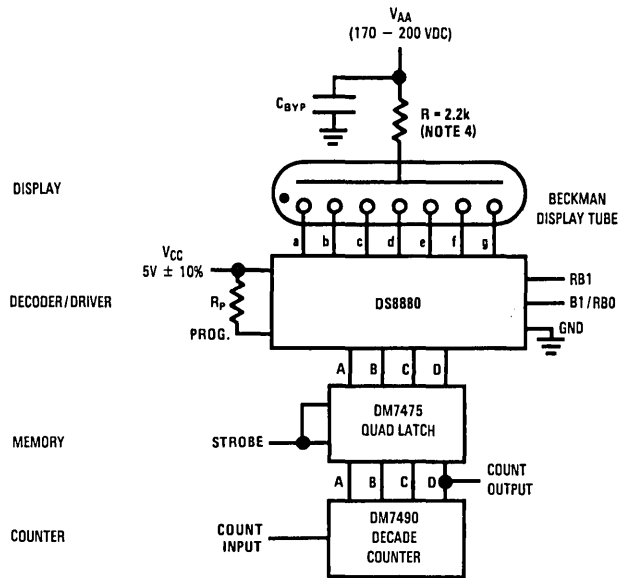 VAA
(170 – 200 VDC)
CBYP
R = 2.2k
(NOTE 4)
DISPLAY
BECKMAN
DISPLAY TUBE
a b c d e f g
VCC
5V ± 10%
RP
PROG.
DECODER/DRIVER
DS8880
RB1
B1/RB0
GND
A B C D
DM7475
QUAD LATCH
MEMORY
STROBE
A B C D
COUNT
OUTPUT
DM7490
DECADE
COUNTER
COUNTER
COUNT
INPUT